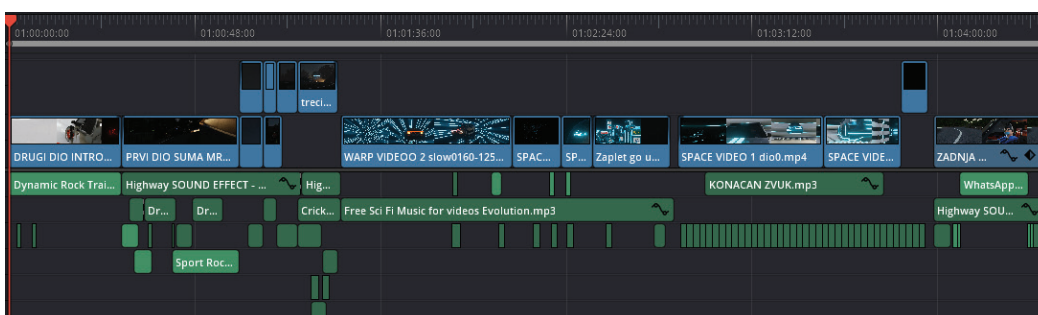 01:00:00:00 01:00:48:00 01:01:36:00 01:02:24:00 01:03:12:00 01:04:00:00
treci...
DRUGI DIO INTRO... PRVI DIO SUMA MR... WARP VIDEOO 2 slow0160-125... SPAC... SP... Zaplet go u... SPACE VIDEO 1 dio0.mp4 SPACE VIDE... ZADNJA ...
Dynamic Rock Trai... Highway SOUND EFFECT - ... Hig... KONACAN ZVUK.mp3 WhatsApp...
Dr... Dr... Crick... Free Sci Fi Music for videos Evolution.mp3 Highway SOU...
Sport Roc...